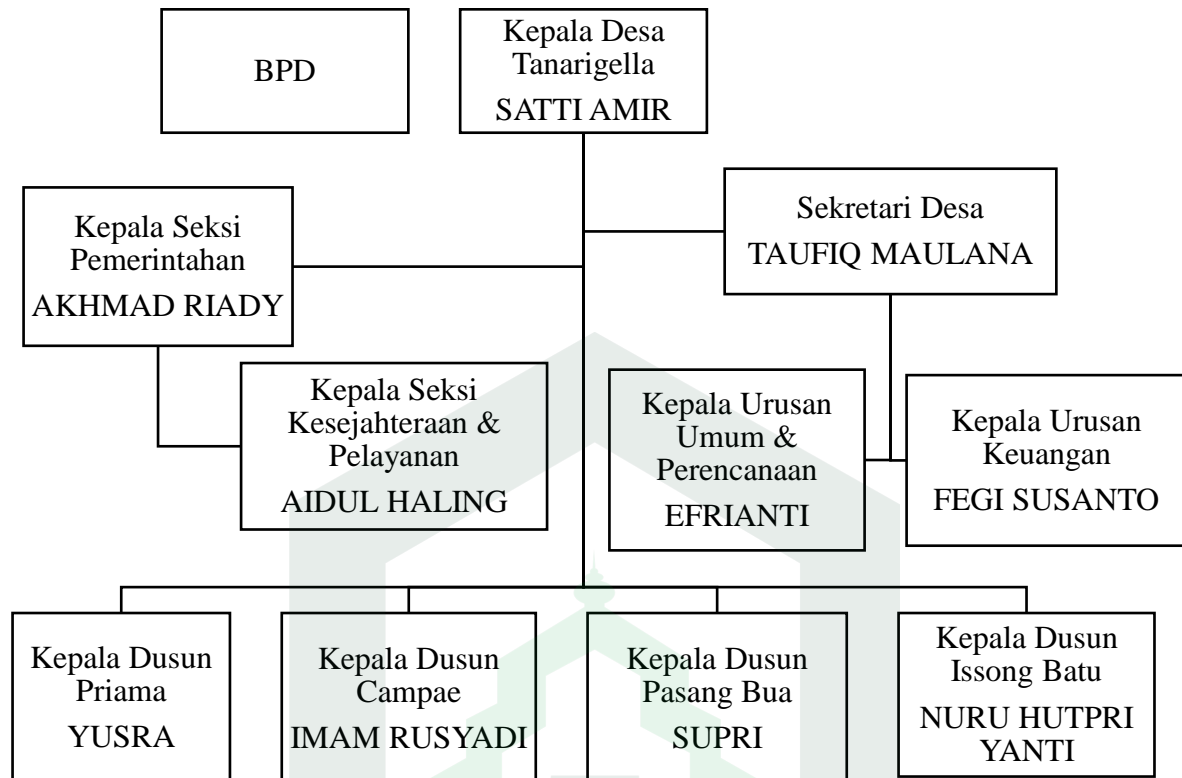 BPD
Kepala Desa
Tanarigella
SATTI AMIR
Kepala Seksi
Pemerintahan
AKHMAD RIADY
Sekretari Desa
TAUFIQ MAULANA
Kepala Seksi
Kesejahteraan &
Pelayanan
AIDUL HALING
Kepala Urusan
Umum &
Perencanaan
EFRIANTI
Kepala Urusan
Keuangan
FEGI SUSANTO
Kepala Dusun
Priama
YUSRA
Kepala Dusun
Campae
IMAM RUSYADI
Kepala Dusun
Pasang Bua
SUPRI
Kepala Dusun
Issong Batu
NURU HUTPRI
YANTI